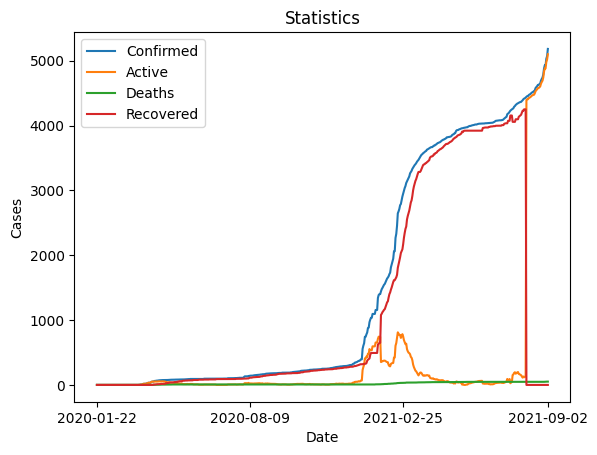 Statistics
Confirmed
Active
Deaths
Recovered
5000
4000
3000
2000
1000
0
Cases
2020-01-22 2020-08-09 2021-02-25 2021-09-02
Date